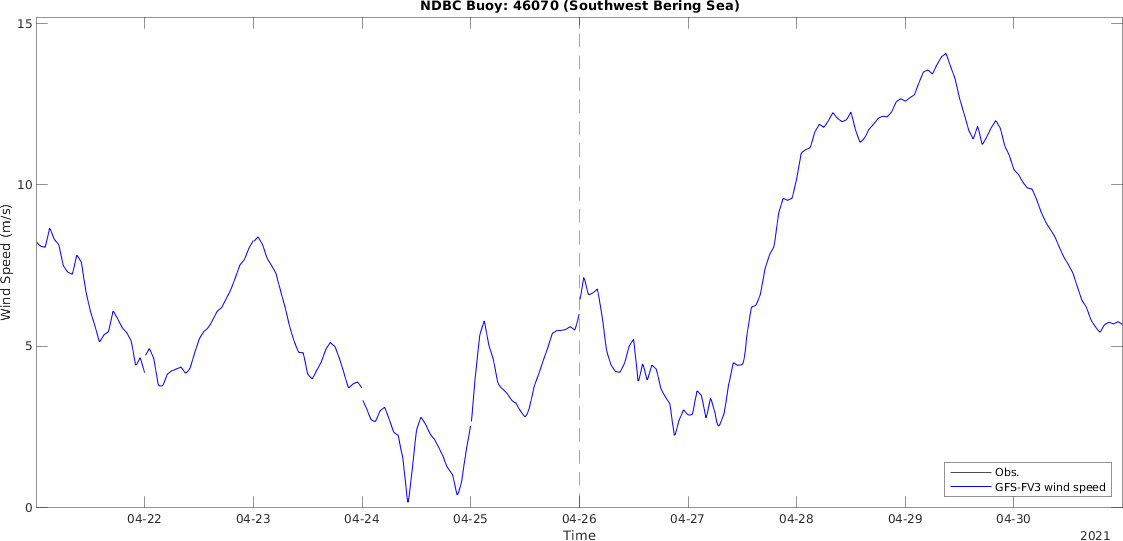 NDBC Buoy: 46070 (Southwest Bering Sea)
15
10
5
0
Wind Speed (m/s)
Obs.
GFS-FV3 wind speed
04-22 04-23 04-24 04-25 04-26 04-27 04-28 04-29 04-30
Time
2021